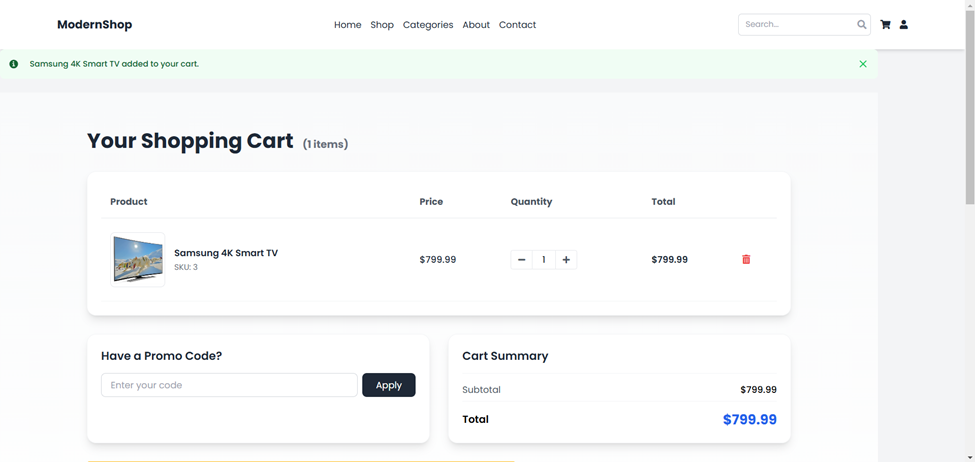 ModernShop
Home Shop Categories About Contact
Search...
Samsung 4K Smart TV added to your cart.
Your Shopping Cart (1 items)
Product Price Quantity Total
Samsung 4K Smart TV
SKU: 3
$799.99 1 $799.99
Have a Promo Code?
Enter your code
Apply
Cart Summary
Subtotal $799.99
Total $799.99